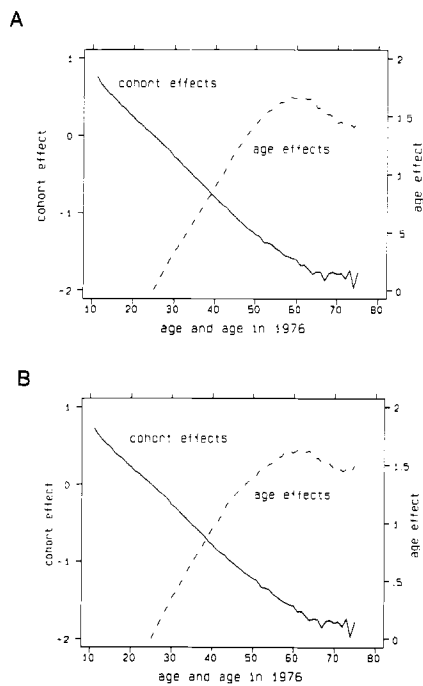 A
1
0
-1
-2
cohort effect
cohort effects
age effects
2
1.5
1
.5
0
age effect
10 20 30 40 50 60 70 80
age and age in 1976
B
1
0
-1
-2
cohort effect
cohort effects
age effects
2
1.5
1
.5
0
age effect
10 20 30 40 50 60 70 80
age and age in 1976